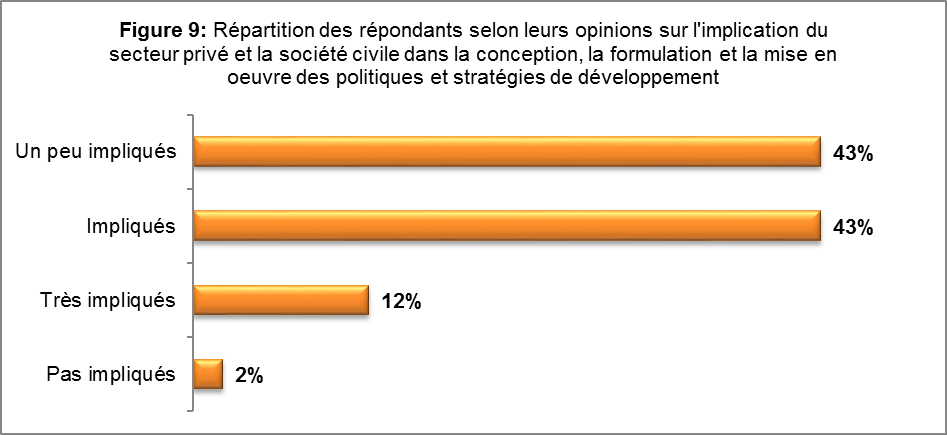 Figure 9: Répartition des répondants selon leurs opinions sur l'implication du
secteur privé et la société civile dans la conception, la formulation et la mise en
oeuvre des politiques et stratégies de développement
Un peu impliqués 43%
Impliqués 43%
Très impliqués 12%
Pas impliqués 2%